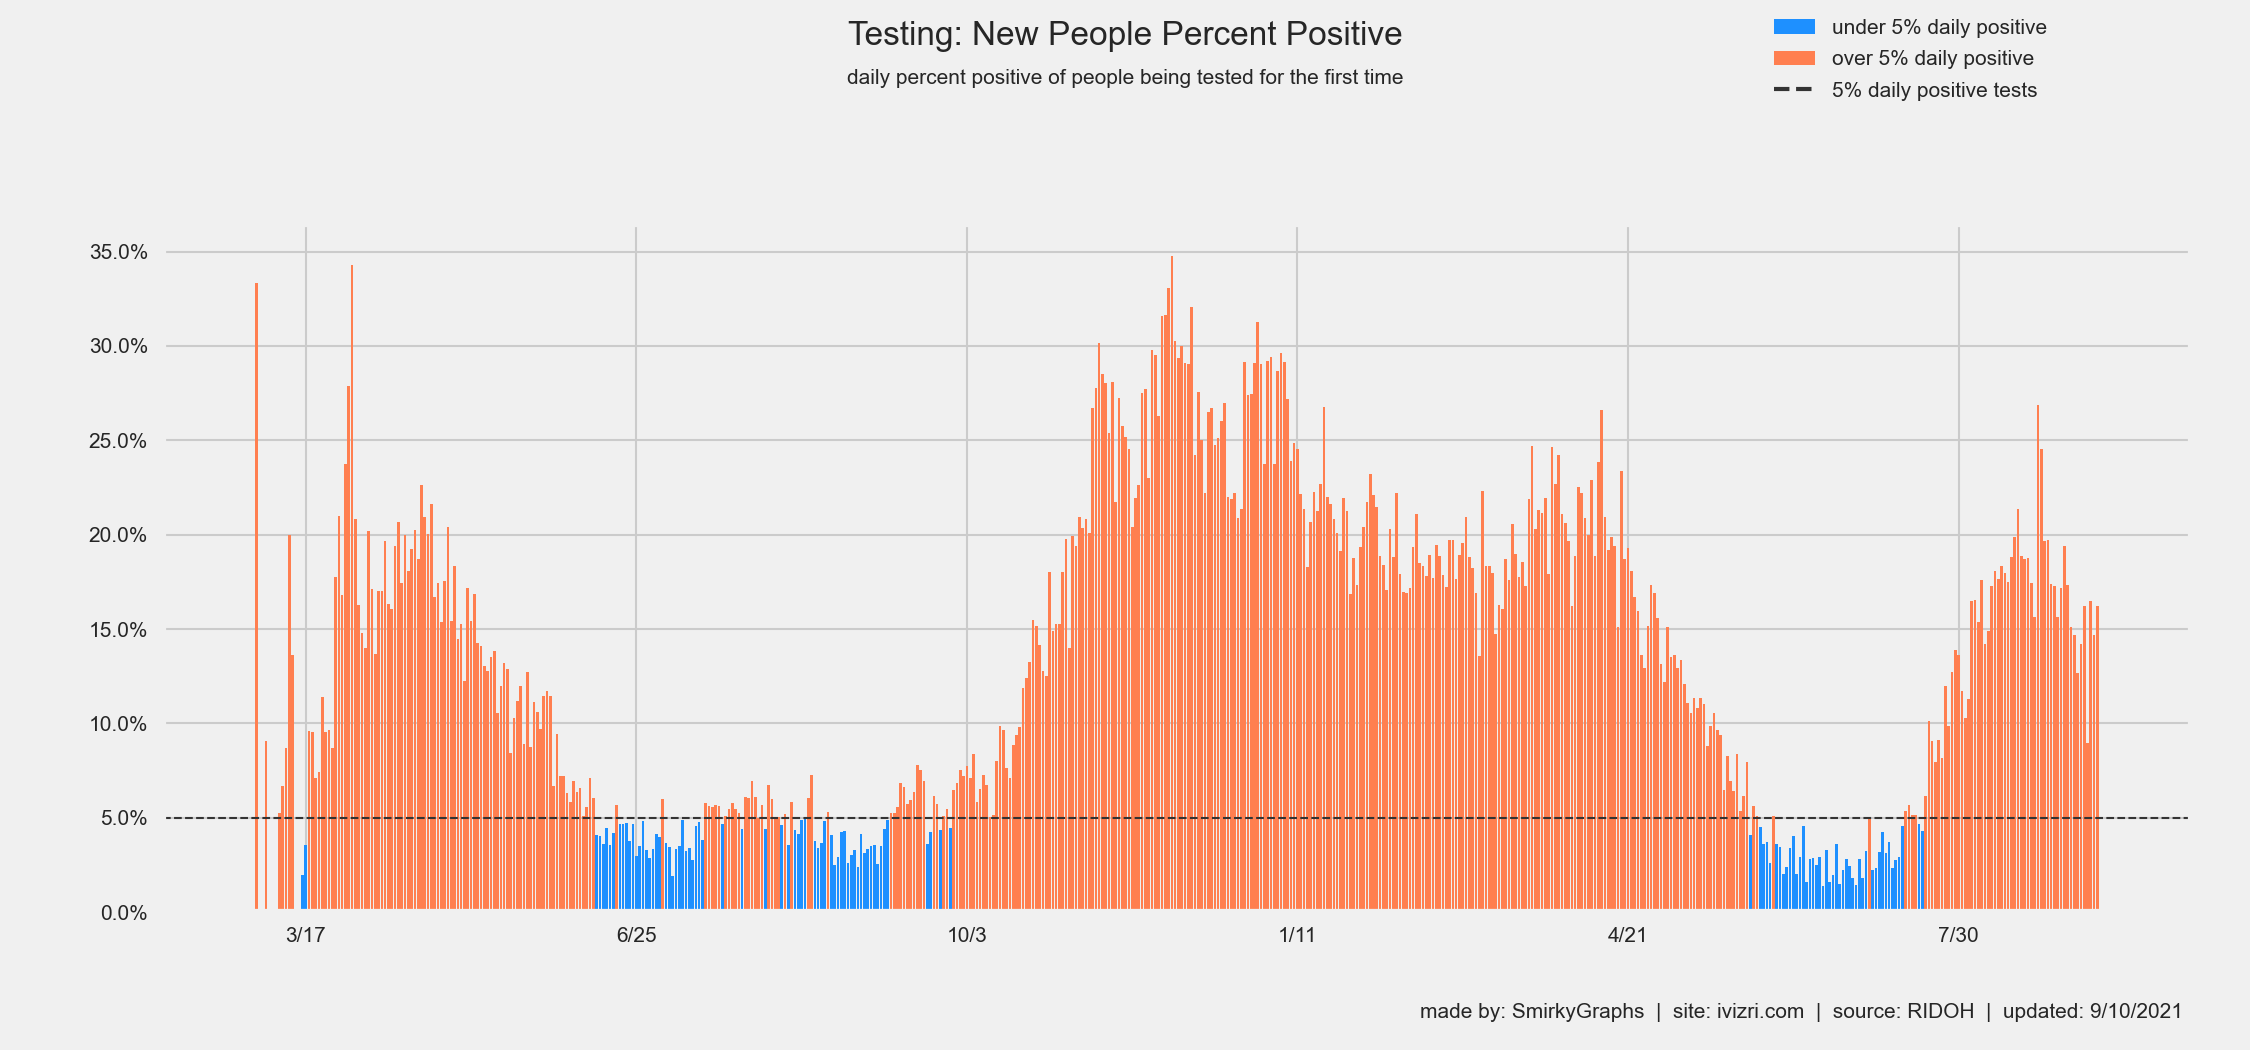 Testing: New People Percent Positive
daily percent positive of people being tested for the first time
under 5% daily positive
over 5% daily positive
5% daily positive tests
35.0%
30.0%
25.0%
20.0%
15.0%
10.0%
5.0%
0.0%
3/17 6/25 10/3 1/11 4/21 7/30
made by: SmirkyGraphs | site: ivizri.com | source: RIDOH | updated: 9/10/2021